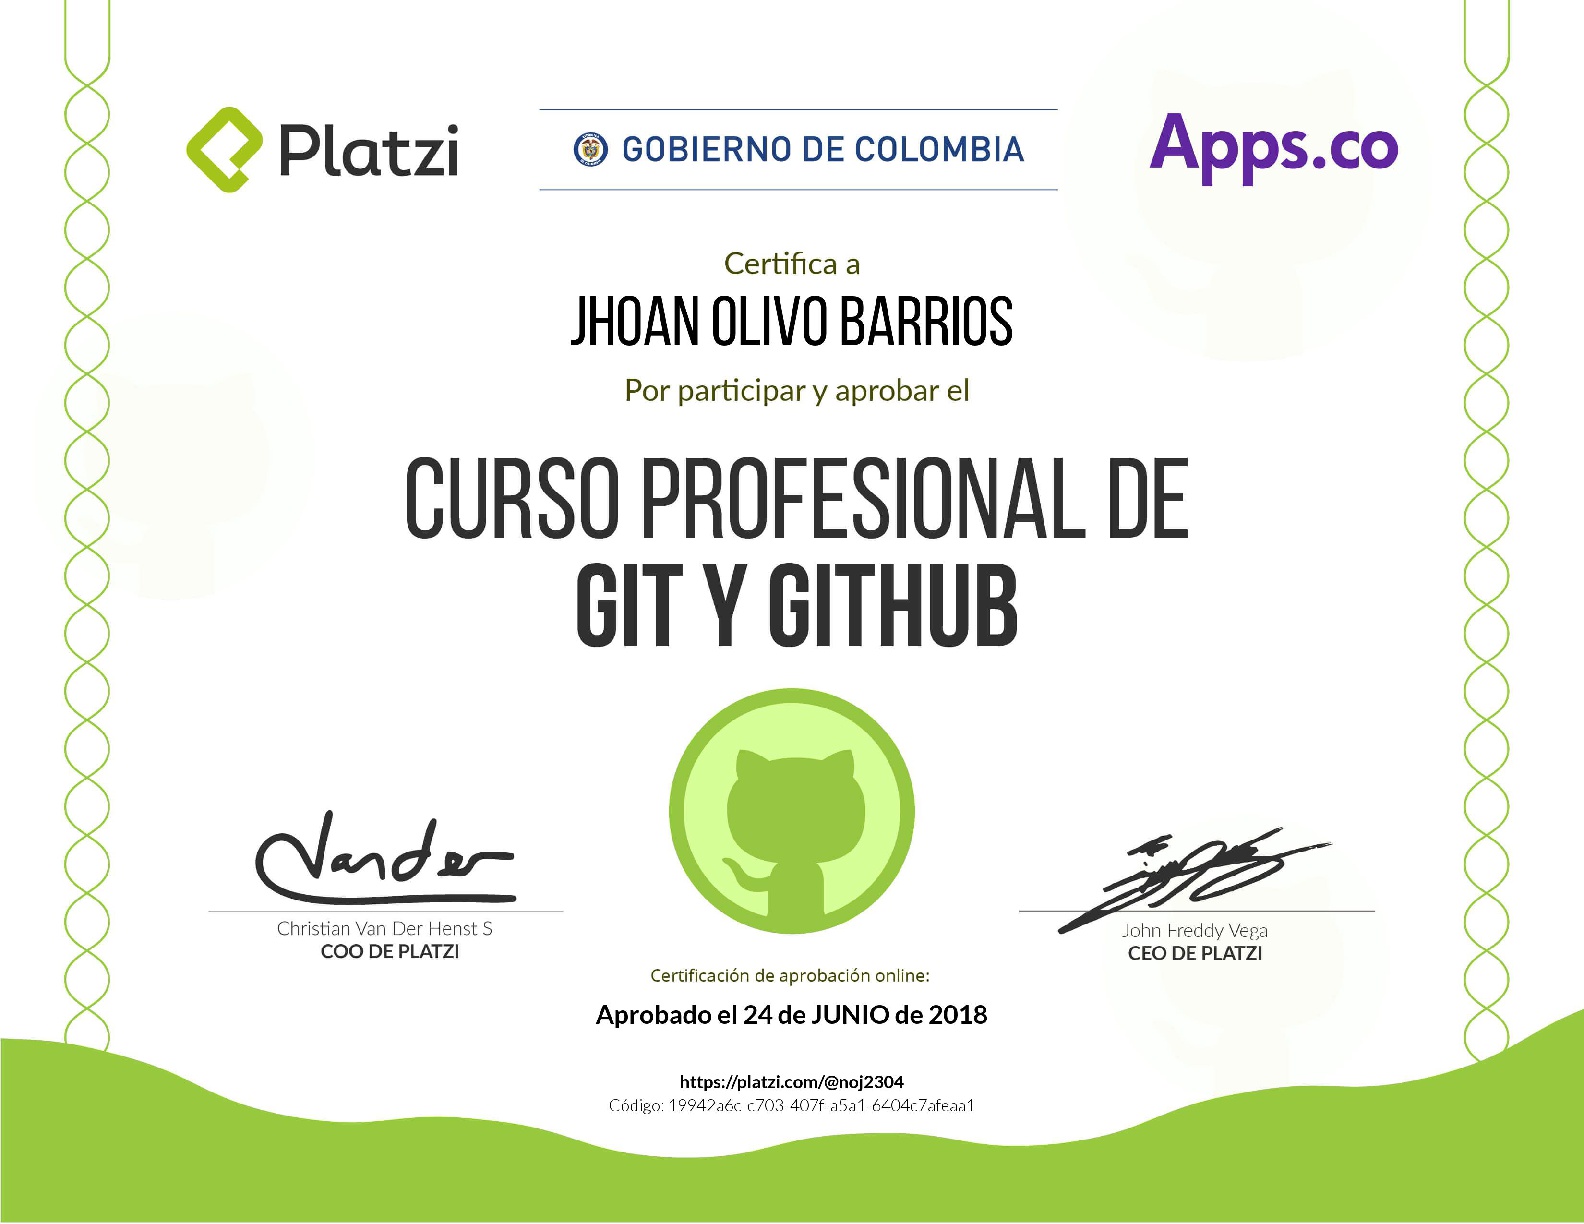 Platzi
GOBIERNO DE COLOMBIA
Apps.co
Certifica a
JHOAN OLIVO BARRIOS
Por participar y aprobar el
CURSO PROFESIONAL DE
GIT Y GITHUB
Vander
Christian Van Der Henst S
COO DE PLATZI
John Freddy Vega
CEO DE PLATZI
Certificación de aprobación online:
Aprobado el 24 de JUNIO de 2018
https://platzi.com/@noj2304
Código: 19942a6c-c703-407f-a5a1-6404c7afeaa1